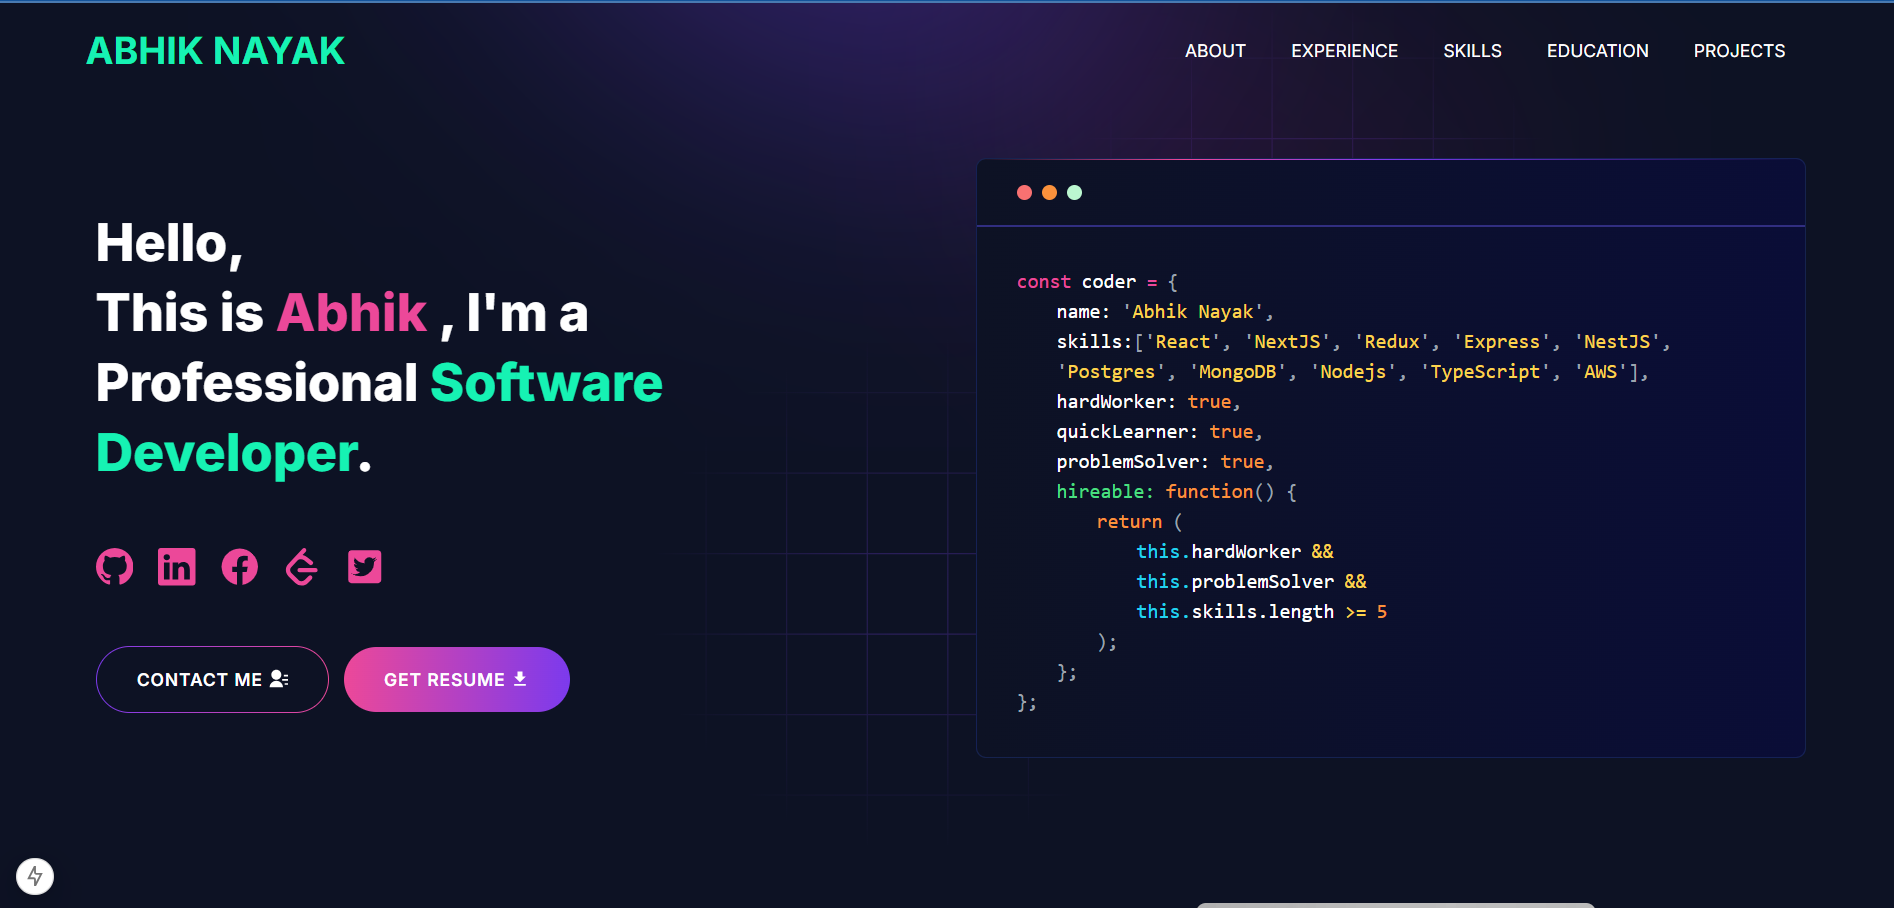 ABHIK NAYAK
ABOUT EXPERIENCE SKILLS EDUCATION PROJECTS
Hello,
This is Abhik , I'm a
Professional Software
Developer.
CONTACT ME
GET RESUME
const coder = {
name: 'Abhik Nayak',
skills:['React', 'NextJS', 'Redux', 'Express', 'NestJS',
'Postgres', 'MongoDB', 'Nodejs', 'TypeScript', 'AWS'],
hardWorker: true,
quickLearner: true,
problemSolver: true,
hireable: function() {
return (
this.hardWorker &&
this.problemSolver &&
this.skills.length >= 5
);
};
};